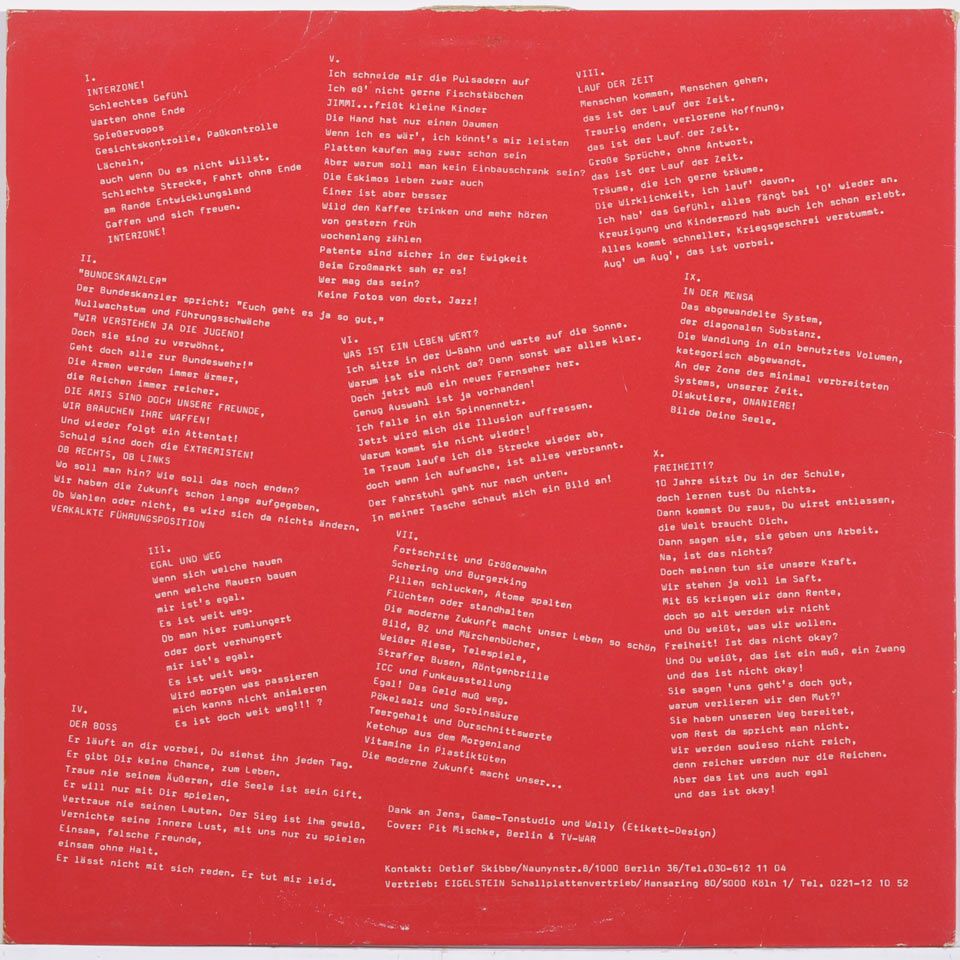 I.
INTERZONE!
Schlechtes Gefühl
Warten ohne Ende
Spießervopos
Gesichtskontrolle, Paßkontrolle
Lächeln,
auch wenn Du es nicht willst.
Schlechte Strecke, Fahrt ohne Ende
am Rande Entwicklungsland
Gaffen und sich freuen.
INTERZONE!
II.
"BUNDESKANZLER"
Der Bundeskanzler spricht: "Euch geht es ja so gut."
Nullwachstum und Führungsschwäche
"WIR VERSTEHEN JA DIE JUGEND!
Doch sie sind zu verwöhnt.
Geht doch alle zur Bundeswehr!"
Die Armen werden immer ärmer,
die Reichen immer reicher.
DIE AMIS SIND DOCH UNSERE FREUNDE,
WIR BRAUCHEN IHRE WAFFEN!
Und wieder folgt ein Attentat!
Schuld sind doch die EXTREMISTEN!
OB RECHTS, OB LINKS
Wo soll man hin? Wie soll das noch enden?
Wir haben die Zukunft schon lange aufgegeben.
Ob Wahlen oder nicht, es wird sich da nichts ändern.
VERKALKTE FÜHRUNGSPOSITION
III.
EGAL UND WEG
Wenn sich welche hauen
wenn welche Mauern bauen
mir ist's egal.
Es ist weit weg.
Ob man hier rumlungert
oder dort verhungert
mir ist's egal.
Es ist weit weg.
Wird morgen was passieren
mich kanns nicht animieren
Es ist doch weit weg!!! ?
IV.
DER BOSS
Er läuft an dir vorbei, Du siehst ihn jeden Tag.
Er gibt Dir keine Chance, zum Leben.
Traue nie seinem Äußeren, die Seele ist sein Gift.
Er will nur mit Dir spielen.
Vertraue nie seinen Lauten. Der Sieg ist ihm gewiß.
Vernichte seine Innere Lust, mit uns nur zu spielen
Einsam, falsche Freunde,
einsam ohne Halt.
Er lässt nicht mit sich reden. Er tut mir leid.
V.
Ich schneide mir die Pulsadern auf
Ich eß' nicht gerne Fischstäbchen
JIMMI...frißt kleine Kinder
Die Hand hat nur einen Daumen
Wenn ich es wär', ich könnt's mir leisten
Platten kaufen mag zwar schon sein
Aber warum soll man kein Einbauschrank sein?
Die Eskimos leben zwar auch
Einer ist aber besser
Wild den Kaffee trinken und mehr hören
von gestern früh
wochenlang zählen
Patente sind sicher in der Ewigkeit
Beim Großmarkt sah er es!
Wer mag das sein?
Keine Fotos von dort. Jazz!
VI.
WAS IST EIN LEBEN WERT?
Ich sitze in der U-Bahn und warte auf die Sonne.
Warum ist sie nicht da? Denn sonst war alles klar.
Doch jetzt muß ein neuer Fernseher her.
Genug Auswahl ist ja vorhanden!
Ich falle in ein Spinnennetz.
Jetzt wird mich die Illusion auffressen.
Warum kommt sie nicht wieder!
Im Traum laufe ich die Strecke wieder ab,
doch wenn ich aufwache, ist alles verbrannt.
Der Fahrstuhl geht nur nach unten.
In meiner Tasche schaut mich ein Bild an!
VII.
Fortschritt und Größenwahn
Schering und Burgerking
Pillen schlucken, Atome spalten
Flüchten oder standhalten
Die moderne Zukunft macht unser Leben so schön
Bild, BZ und Märchenbücher,
Weißer Riese, Telespiele,
Straffer Busen, Röntgenbrille
ICC und Funkausstellung
Egal! Das Geld muß weg.
Pökelsalz und Sorbinsäure
Teergehalt und Durschnittswerte
Ketchup aus dem Morgenland
Vitamine in Plastiktüten
Die moderne Zukunft macht unser...
VIII.
LAUF DER ZEIT
Menschen kommen, Menschen gehen,
das ist der Lauf der Zeit.
Traurig enden, verlorene Hoffnung,
das ist der Lauf der Zeit.
Große Sprüche, ohne Antwort,
das ist der Lauf der Zeit.
Träume, die ich gerne träume.
Die Wirklichkeit, ich lauf' davon.
Ich hab' das Gefühl, alles fängt bei 'O' wieder an.
Kreuzigung und Kindermord hab auch ich schon erlebt.
Alles kommt schneller, Kriegsgeschrei verstummt.
Aug' um Aug', das ist vorbei.
IX.
IN DER MENSA
Das abgewandelte System,
der diagonalen Substanz.
Die Wandlung in ein benutztes Volumen,
kategorisch abgewandt.
An der Zone des minimal verbreiteten
Systems, unserer Zeit.
Diskutiere, ONANIERE!
Bilde Deine Seele.
X.
FREIHEIT!?
10 Jahre sitzt Du in der Schule,
doch lernen tust Du nichts.
Dann kommst Du raus, Du wirst entlassen,
die Welt braucht Dich.
Dann sagen sie, sie geben uns Arbeit.
Na, ist das nichts?
Doch meinen tun sie unsere Kraft.
Wir stehen ja voll im Saft.
Mit 65 kriegen wir dann Rente,
doch so alt werden wir nicht
und Du weißt, was wir wollen.
Freiheit! Ist das nicht okay?
Und Du weißt, das ist ein muß, ein Zwang
und das ist nicht okay!
Sie sagen 'uns geht's doch gut,
warum verlieren wir den Mut?'
Sie haben unseren Weg bereitet,
vom Rest da spricht man nicht.
Wir werden sowieso nicht reich,
denn reicher werden nur die Reichen.
Aber das ist uns auch egal
und das ist okay!
Dank an Jens, Game-Tonstudio und Wally (Etikett-Design)
Cover: Pit Mischke, Berlin & TV-WAR
Kontakt: Detlef Skibbe/Naunynstr.8/1000 Berlin 36/Tel.030-612 11 04
Vertrieb: EIGELSTEIN Schallplattenvertrieb/Hansaring 80/5000 Köln 1/ Tel. 0221-12 10 52